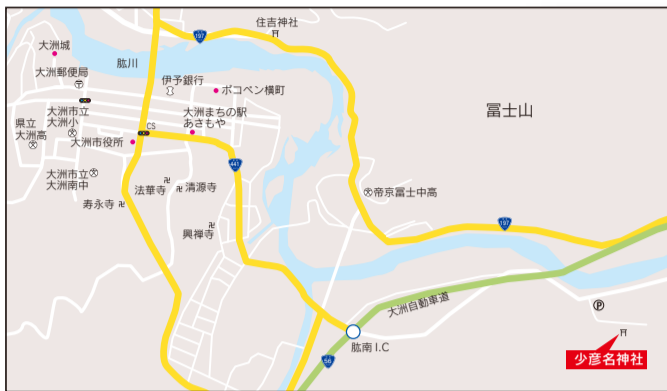 197
住吉神社
大洲城
肱川
大洲郵便局
伊予銀行
ポコペン横町
冨士山
大洲市立
大洲小
大洲まちの駅
あさもや
県立
大洲高
CS
大洲市役所
441
大洲市立
大洲南中
法華寺
清源寺
帝京冨士中高
寿永寺
興禅寺
197
大洲自動車道
P
肱南I.C
56
少彦名神社